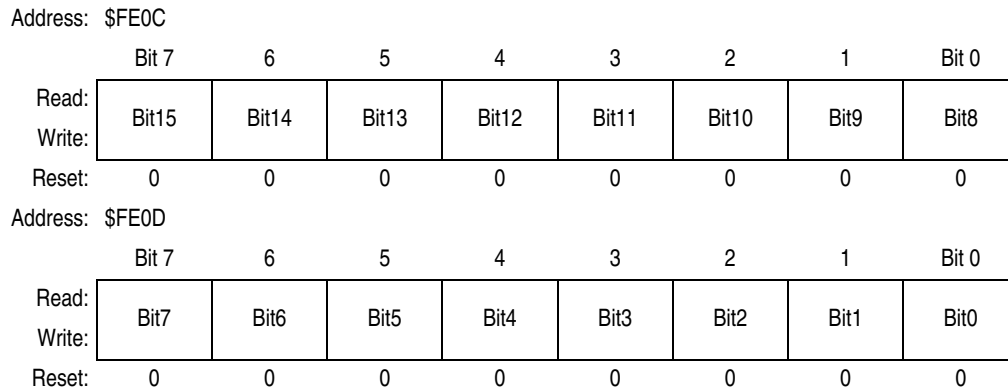 Address: $FE0C
Bit 7 6 5 4 3 2 1 Bit 0
Read:
Bit15 Bit14 Bit13 Bit12 Bit11 Bit10 Bit9 Bit8
Write:
Reset: 0 0 0 0 0 0 0 0
Address: $FE0D
Bit 7 6 5 4 3 2 1 Bit 0
Read:
Bit7 Bit6 Bit5 Bit4 Bit3 Bit2 Bit1 Bit0
Write:
Reset: 0 0 0 0 0 0 0 0